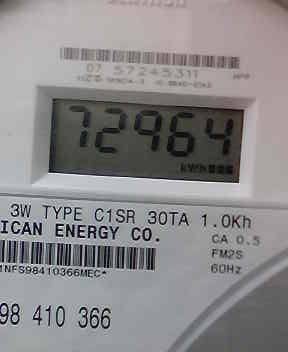 07 57245311
72964
kWh
3W TYPE C1SR 30TA 1.0Kh
ICAN ENERGY CO.
CA 0.5
FM2S
60Hz
1NFS98410366MEC*
98 410 366